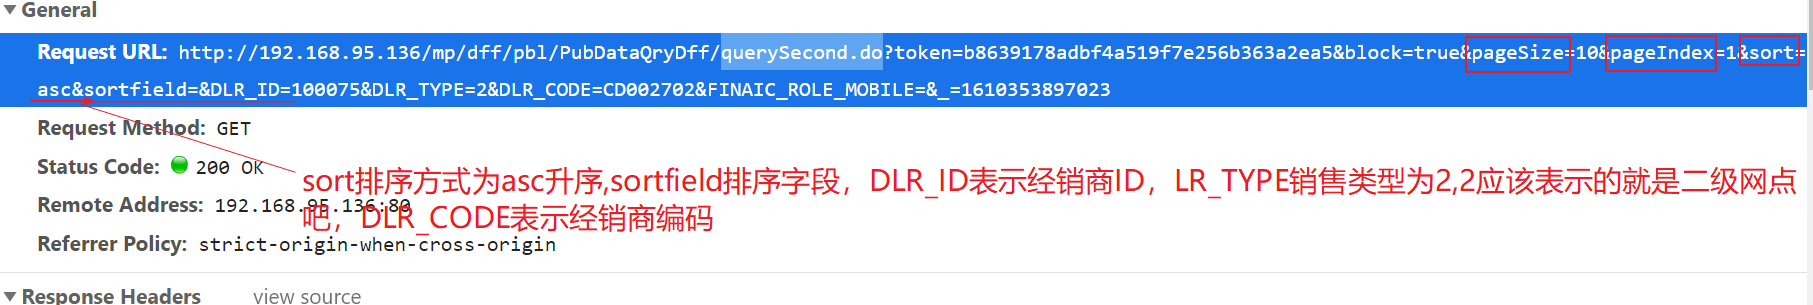 General
Request URL: http://192.168.95.136/mp/dff/pbl/PubDataQryDff/querySecond.do?token=b8639178adbf4a519f7e256b363a2ea5&block=true&pageSize=10&pageIndex=1&sort=
asc&sortfield=&DLR_ID=100075&DLR_TYPE=2&DLR_CODE=CD002702&FINAIC_ROLE_MOBILE=&_=1610353897023
Request Method: GET
Status Code: 200 OK
sort排序方式为asc升序,sortfield排序字段，DLR_ID表示经销商ID，LR_TYPE销售类型为2,2应该表示的就是二级网点
Remote Address: 192.168.95.136:80
吧，DLR_CODE表示经销商编码
Referrer Policy: strict-origin-when-cross-origin
Response Headers view source